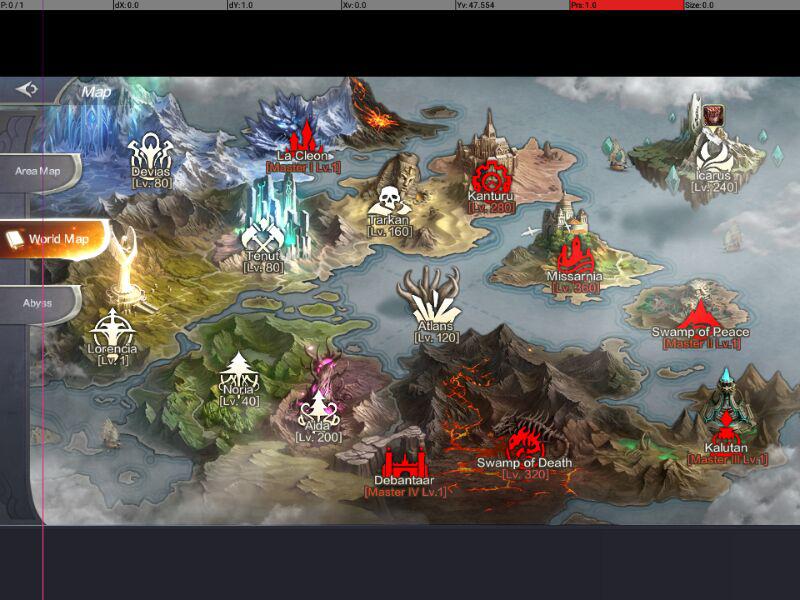 P: 0 / 1
dX: 0.0
dY: 1.0
Xv: 0.0
Yv: 47.554
Prs: 1.0
Size: 0.0
Map
Area Map
World Map
Abyss
Devias
[Lv. 80]
La Cleon
[Master I Lv.1]
Kanturu
[Lv. 280]
Icarus
[Lv. 240]
Tarkan
[Lv. 160]
Tenut
[Lv. 80]
Missarnia
[Lv. 360]
Atlans
[Lv. 120]
Swamp of Peace
[Master II Lv.1]
Lorencia
[Lv. 1]
Noria
[Lv. 40]
Aida
[Lv. 200]
Kalutan
[Master III Lv.1]
Swamp of Death
[Lv. 320]
Debantaar
[Master IV Lv.1]